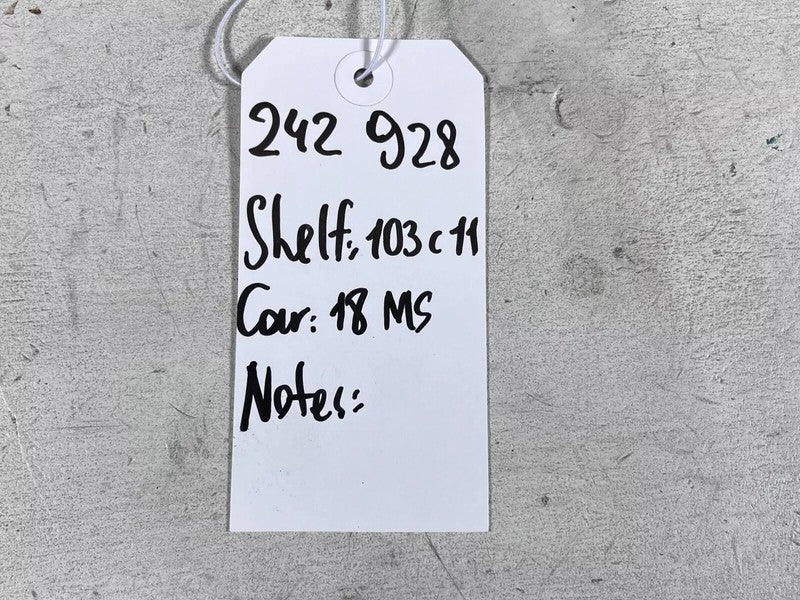 242 928
Shelf: 103 c 11
Car: 18 MS
Notes: